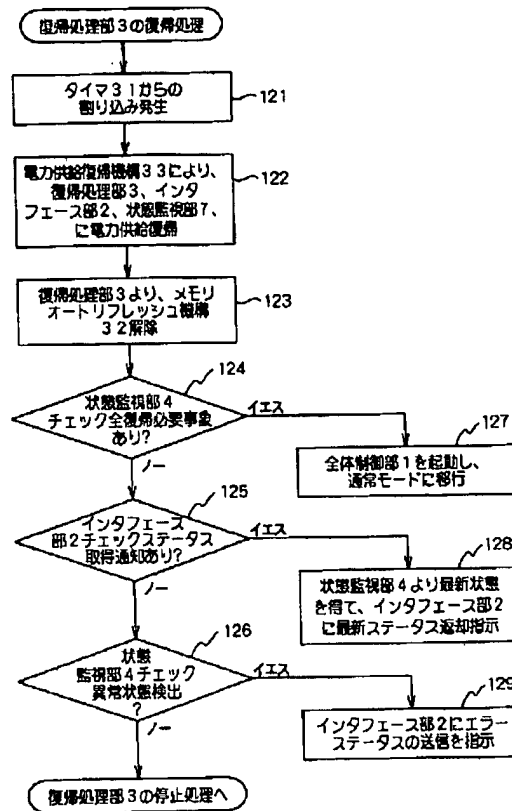 復帰処理部3の復帰処理
タイマ31からの
割り込み発生
121
電力供給復帰機構33により、
復帰処理部3、インタ
フェース部2、状態監視部7、
に電力供給復帰
122
復帰処理部3より、メモリ
オートリフレッシュ機構
32解除
123
124
状態監視部4
チェック全復帰必要事象
あり?
イエス
ノー
127
全体制御部1を起動し、
通常モードに移行
125
インタフェース
部2チェックステータス
取得通知あり?
イエス
ノー
128
状態監視部4より最新状態
を得て、インタフェース部2
に最新ステータス返却指示
126
状態
監視部4チェック
異常状態検出
?
イエス
ノー
129
インタフェース部2にエラー
ステータスの送信を指示
復帰処理部3の停止処理へ